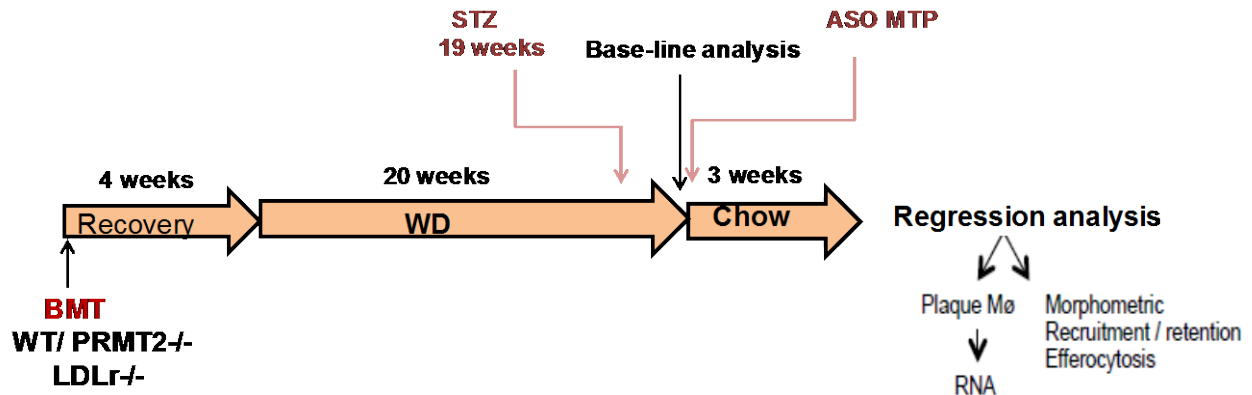 STZ
19 weeks
Base-line analysis
ASO MTP
4 weeks
20 weeks
3 weeks
Recovery
WD
Chow
BMT
WT/ PRMT2-/-
LDLr-/-
Regression analysis
Plaque Mø
RNA
Morphometric
Recruitment / retention
Efferocytosis